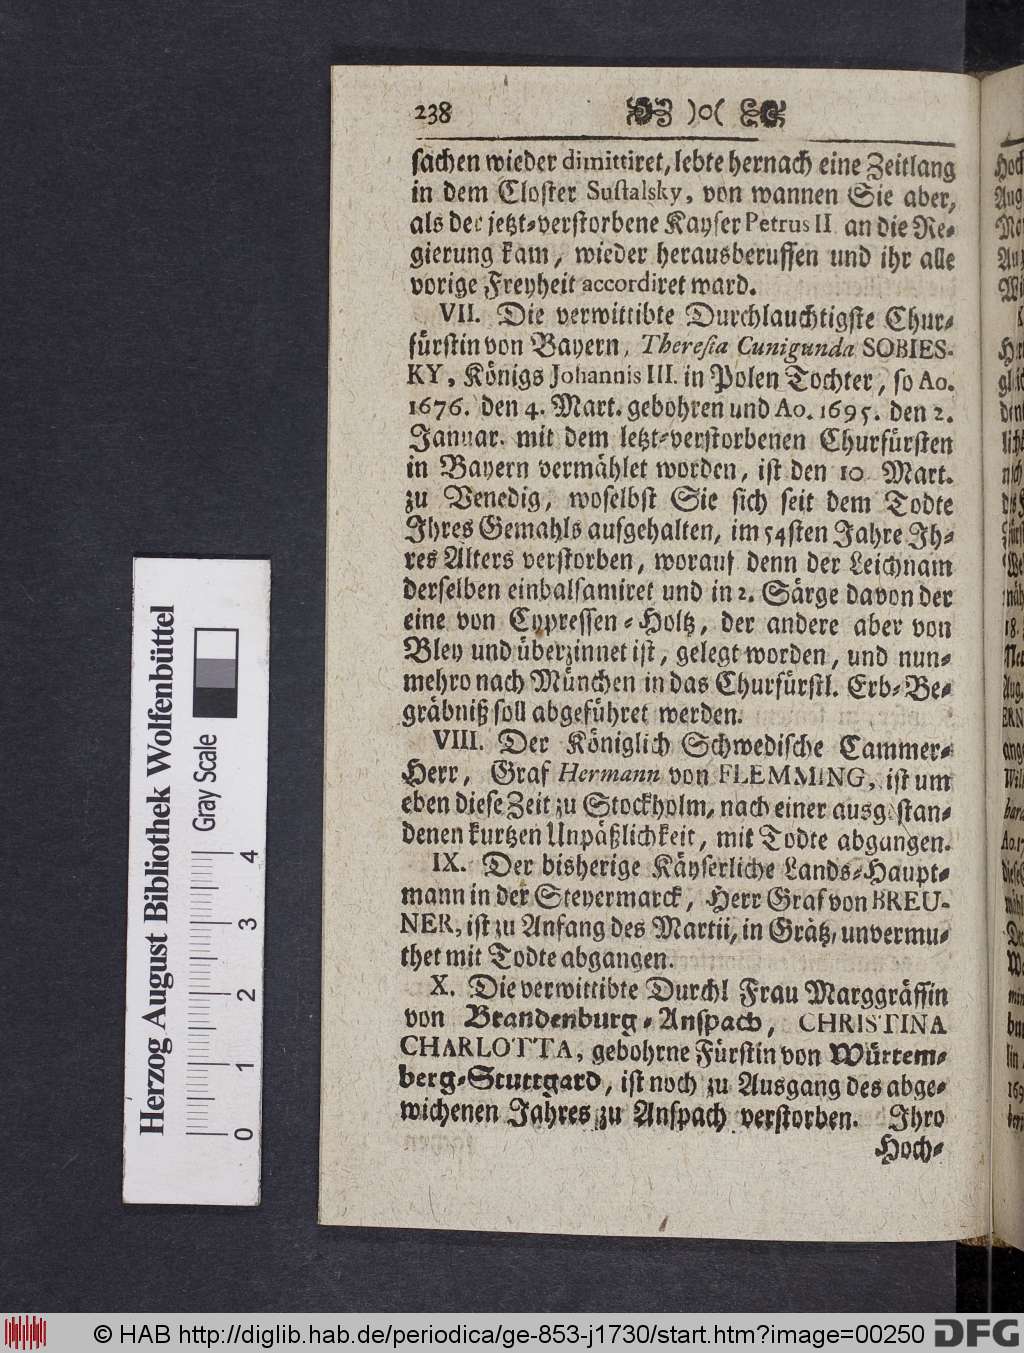 238 )o(
sachen wieder dimittiret, lebte hernach eine Zeitlang
in dem Closter Sustalsky, von wannen Sie aber,
als der jetzt-verstorbene Kayser Petrus II an die Re-
gierung kam, wieder herausberuffen und ihr alle
vorige Freyheit accordiret ward.
VII. Die verwittibte Durchlauchtigste Chur-
fürstin von Bayern, Theresia Cunigunda SOBIES-
KY, Königs Johannis III. in Polen Tochter, so Ao.
1676. den 4. Mart. gebohren und Ao. 1695. den 2.
Januar. mit dem letzt-verstorbenen Churfürsten
in Bayern vermählet worden, ist den 10 Mart.
zu Venedig, woselbst Sie sich seit dem Todte
Ihres Gemahls aufgehalten, im 54sten Jahre Ih-
res Alters verstorben, worauf denn der Leichnam
derselben einbalsamiret und in 2. Särge davon der
eine von Cypressen-Holtz, der andere aber von
Bley und überzinnet ist, gelegt worden, und nun-
mehro nach München in das Churfürstl. Erb-Be-
gräbniß soll abgeführet werden.
VIII. Der Königlich Schwedische Cammer-
Herr, Graf Hermann von FLEMMING, ist um
eben diese Zeit zu Stockholm, nach einer ausgestan-
denen kurtzen Unpäßlichkeit, mit Todte abgangen.
IX. Der bisherige Käyserliche Lands-Haupt-
mann in der Steyermarck, Herr Graf von BREU-
NER, ist zu Anfang des Martii, in Grätz, unvermu-
thet mit Todte abgangen.
X. Die verwittibte Durchl Frau Marggräffin
von Brandenburg-Anspach, CHRISTINA
CHARLOTTA, gebohrne Fürstin von Würtem-
berg-Stuttgard, ist noch zu Ausgang des abge-
wichenen Jahres zu Anspach verstorben. Ihro
Hoch-
Herzog August Bibliothek Wolfenbüttel
Gray Scale
0 1 2 3 4
© HAB http://diglib.hab.de/periodica/ge-853-j1730/start.htm?image=00250 DFG